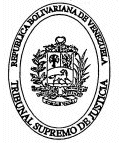 REPUBLICA BOLIVARIANA DE VENEZUELA
TRIBUNAL SUPREMO DE JUSTICIA